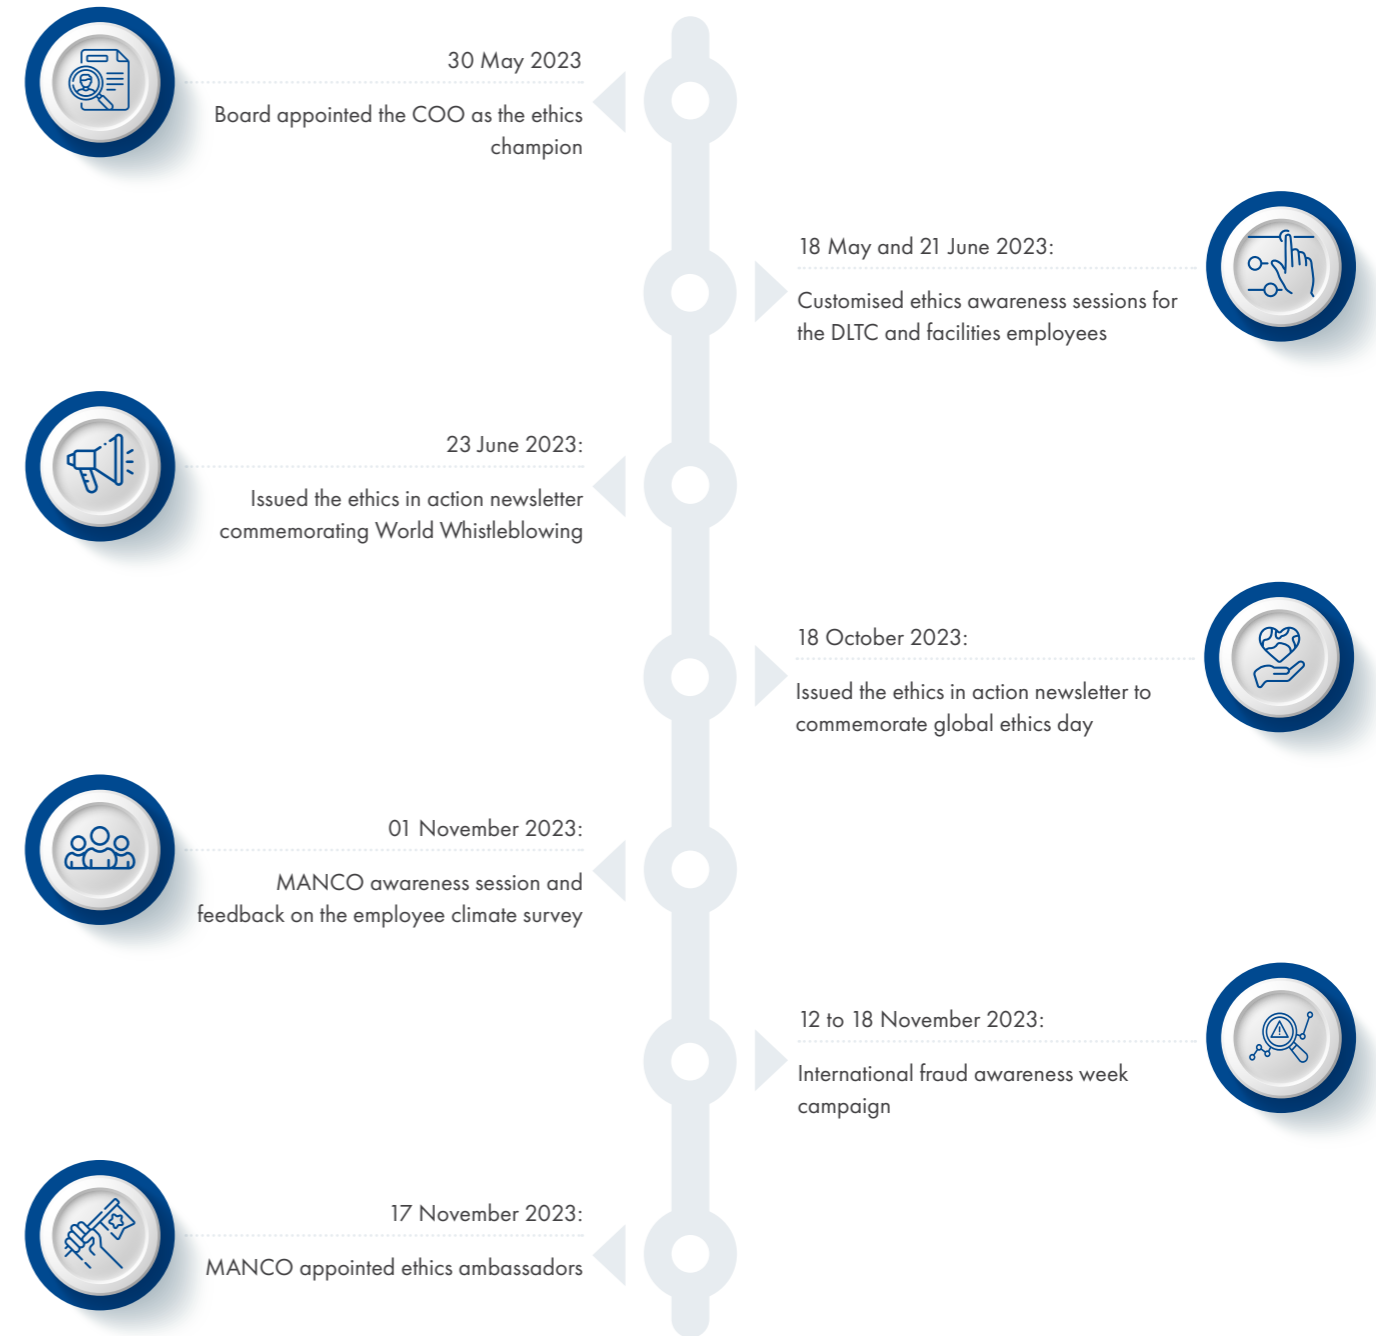 30 May 2023
Board appointed the COO as the ethics
champion
18 May and 21 June 2023:
Customised ethics awareness sessions for
the DLTC and facilities employees
23 June 2023:
Issued the ethics in action newsletter
commemorating World Whistleblowing
18 October 2023:
Issued the ethics in action newsletter to
commemorate global ethics day
01 November 2023:
MANCO awareness session and
feedback on the employee climate survey
12 to 18 November 2023:
International fraud awareness week
campaign
17 November 2023:
MANCO appointed ethics ambassadors